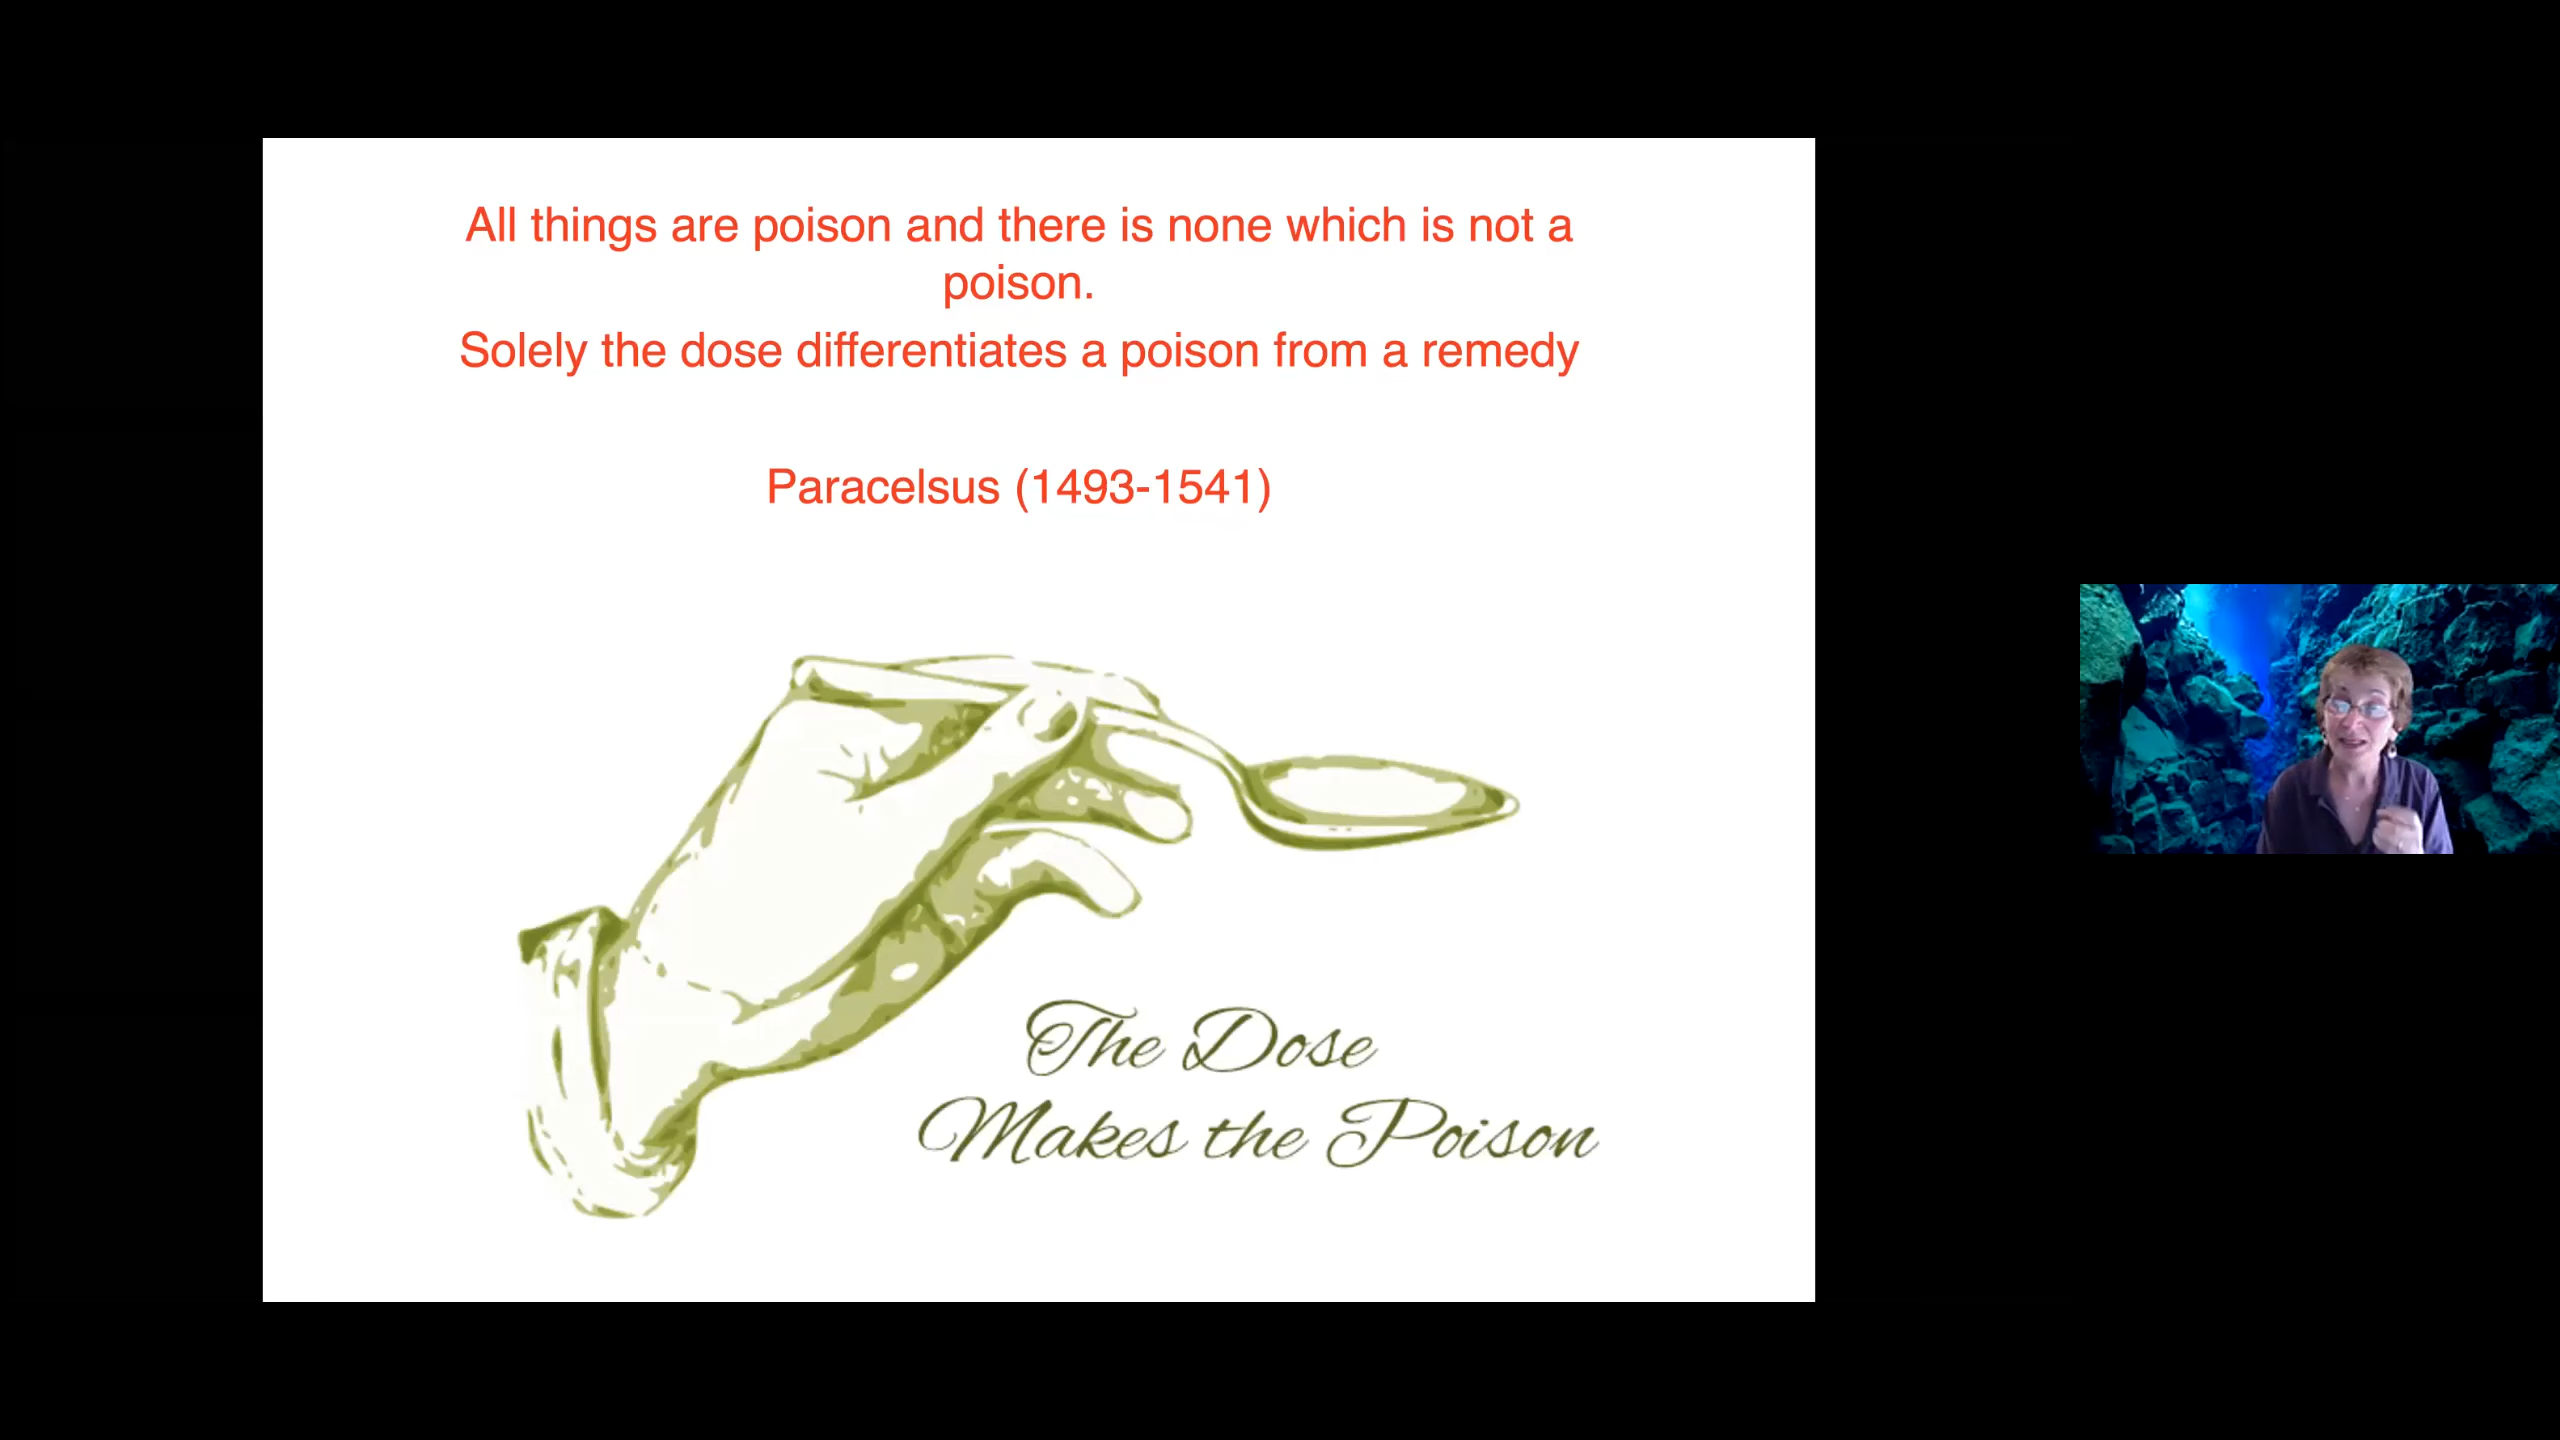 All things are poison and there is none which is not a
poison.
Solely the dose differentiates a poison from a remedy
Paracelsus (1493-1541)
The Dose
Makes the Poison